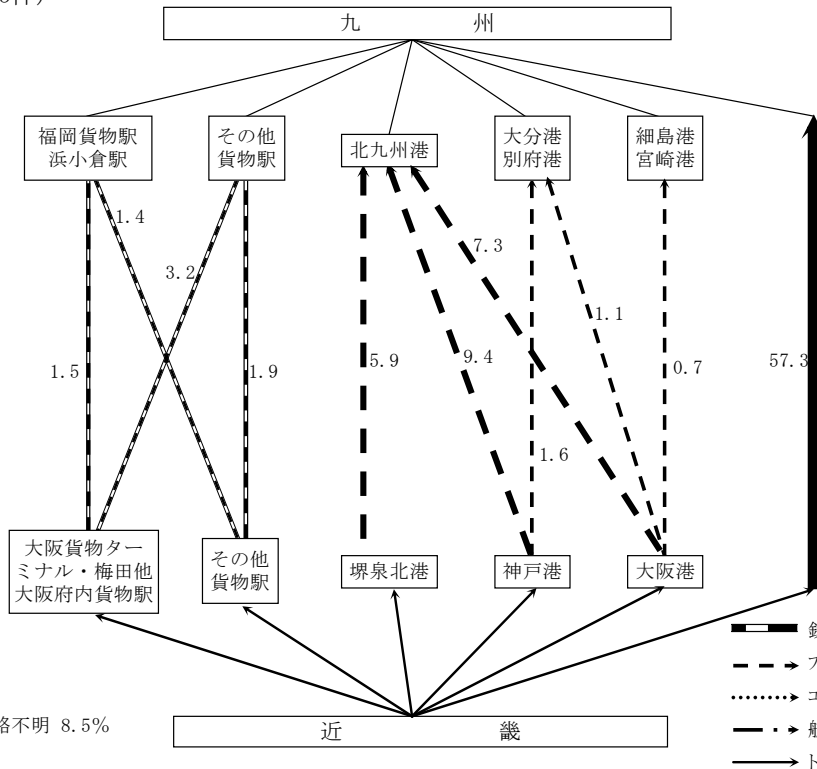 九 州
福岡貨物駅
浜小倉駅
その他
貨物駅
北九州港
大分港
別府港
細島港
宮崎港
1.4
3.2
7.3
1.1
1.5
1.9
5.9
9.4
1.6
0.7
57.3
大阪貨物ター
ミナル・梅田他
大阪府内貨物駅
その他
貨物駅
堺泉北港
神戸港
大阪港
不明 8.5%
近 畿